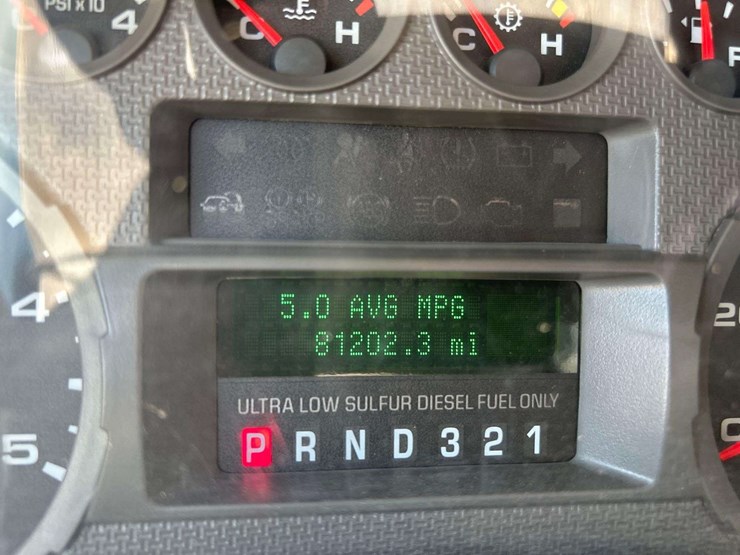 PSI x 10
4
C H
C H
F
5.0 AVG MPG
81202.3 mi
4
ULTRA LOW SULFUR DIESEL FUEL ONLY
P R N D 3 2 1
5